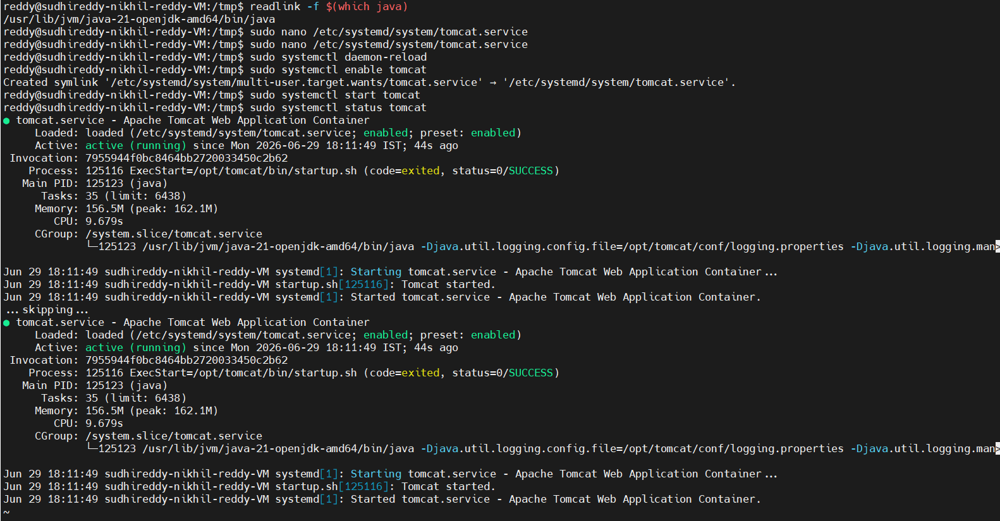 reddy@sudhireddy-nikhil-reddy-VM:/tmp$ readlink -f $(which java)
/usr/lib/jvm/java-21-openjdk-amd64/bin/java
reddy@sudhireddy-nikhil-reddy-VM:/tmp$ sudo nano /etc/systemd/system/tomcat.service
reddy@sudhireddy-nikhil-reddy-VM:/tmp$ sudo nano /etc/systemd/system/tomcat.service
reddy@sudhireddy-nikhil-reddy-VM:/tmp$ sudo systemctl daemon-reload
reddy@sudhireddy-nikhil-reddy-VM:/tmp$ sudo systemctl enable tomcat
Created symlink '/etc/systemd/system/multi-user.target.wants/tomcat.service' → '/etc/systemd/system/tomcat.service'.
reddy@sudhireddy-nikhil-reddy-VM:/tmp$ sudo systemctl start tomcat
reddy@sudhireddy-nikhil-reddy-VM:/tmp$ sudo systemctl status tomcat
● tomcat.service - Apache Tomcat Web Application Container
     Loaded: loaded (/etc/systemd/system/tomcat.service; enabled; preset: enabled)
     Active: active (running) since Mon 2026-06-29 18:11:49 IST; 44s ago
 Invocation: 7955944f0bc8464bb2720033450c2b62
    Process: 125116 ExecStart=/opt/tomcat/bin/startup.sh (code=exited, status=0/SUCCESS)
   Main PID: 125123 (java)
      Tasks: 35 (limit: 6438)
     Memory: 156.5M (peak: 162.1M)
        CPU: 9.679s
     CGroup: /system.slice/tomcat.service
             └─125123 /usr/lib/jvm/java-21-openjdk-amd64/bin/java -Djava.util.logging.config.file=/opt/tomcat/conf/logging.properties -Djava.util.logging.man>

Jun 29 18:11:49 sudhireddy-nikhil-reddy-VM systemd[1]: Starting tomcat.service - Apache Tomcat Web Application Container...
Jun 29 18:11:49 sudhireddy-nikhil-reddy-VM startup.sh[125116]: Tomcat started.
Jun 29 18:11:49 sudhireddy-nikhil-reddy-VM systemd[1]: Started tomcat.service - Apache Tomcat Web Application Container.
...skipping...
● tomcat.service - Apache Tomcat Web Application Container
     Loaded: loaded (/etc/systemd/system/tomcat.service; enabled; preset: enabled)
     Active: active (running) since Mon 2026-06-29 18:11:49 IST; 44s ago
 Invocation: 7955944f0bc8464bb2720033450c2b62
    Process: 125116 ExecStart=/opt/tomcat/bin/startup.sh (code=exited, status=0/SUCCESS)
   Main PID: 125123 (java)
      Tasks: 35 (limit: 6438)
     Memory: 156.5M (peak: 162.1M)
        CPU: 9.679s
     CGroup: /system.slice/tomcat.service
             └─125123 /usr/lib/jvm/java-21-openjdk-amd64/bin/java -Djava.util.logging.config.file=/opt/tomcat/conf/logging.properties -Djava.util.logging.man>

Jun 29 18:11:49 sudhireddy-nikhil-reddy-VM systemd[1]: Starting tomcat.service - Apache Tomcat Web Application Container...
Jun 29 18:11:49 sudhireddy-nikhil-reddy-VM startup.sh[125116]: Tomcat started.
Jun 29 18:11:49 sudhireddy-nikhil-reddy-VM systemd[1]: Started tomcat.service - Apache Tomcat Web Application Container.
~